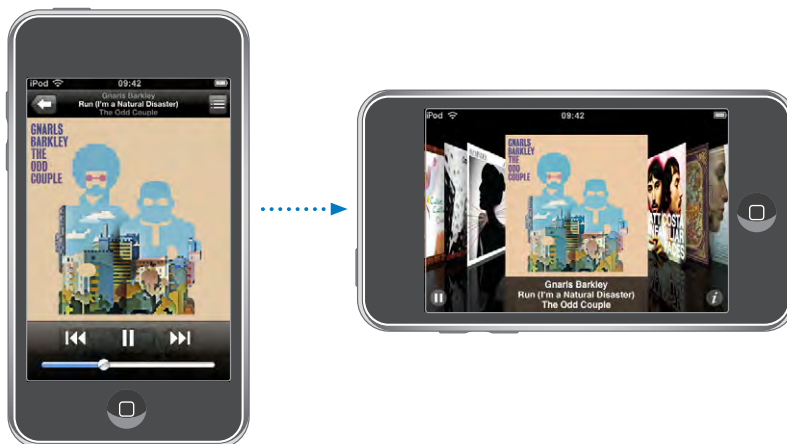 iPod 09:42
Gnarls Barkley
Run (I'm a Natural Disaster)
The Odd Couple
GNARLS
BARKLEY
THE
ODD
COUPLE
iPod 09:42
GNARLS
BARKLEY
THE
ODD
COUPLE
Gnarls Barkley
Run (I'm a Natural Disaster)
The Odd Couple
i